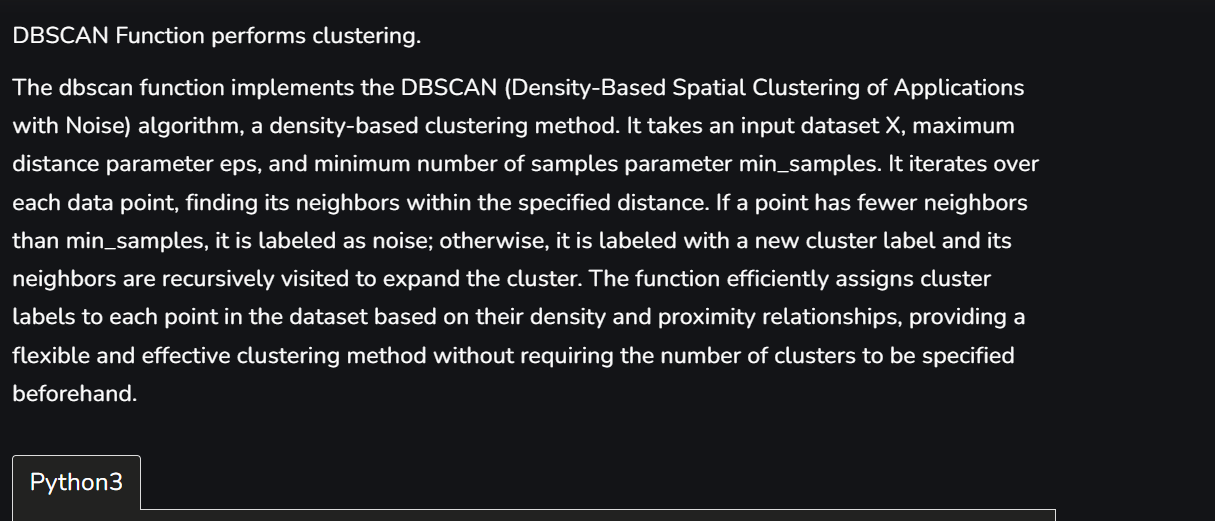 DBSCAN Function performs clustering.
The dbscan function implements the DBSCAN (Density-Based Spatial Clustering of Applications
with Noise) algorithm, a density-based clustering method. It takes an input dataset X, maximum
distance parameter eps, and minimum number of samples parameter min_samples. It iterates over
each data point, finding its neighbors within the specified distance. If a point has fewer neighbors
than min_samples, it is labeled as noise; otherwise, it is labeled with a new cluster label and its
neighbors are recursively visited to expand the cluster. The function efficiently assigns cluster
labels to each point in the dataset based on their density and proximity relationships, providing a
flexible and effective clustering method without requiring the number of clusters to be specified
beforehand.
Python3